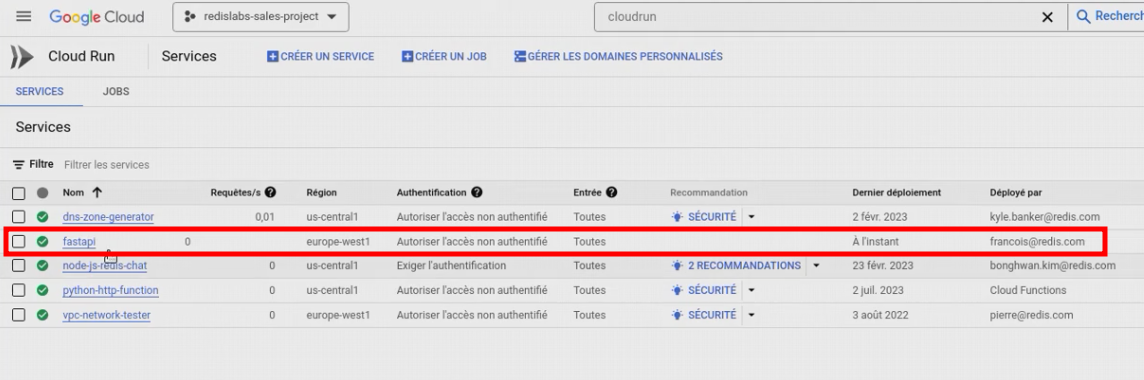 Google Cloud redislabs-sales-project cloudrun Recherch
Cloud Run Services CRÉER UN SERVICE CRÉER UN JOB GÉRER LES DOMAINES PERSONNALISÉS
SERVICES JOBS
Services
Filtre Filtrer les services
Nom Requêtes/s Région Authentification Entrée Recommandation Dernier déploiement Déployé par
dns-zone-generator 0,01 us-central1 Autoriser l'accès non authentifié Toutes SÉCURITÉ 2 févr. 2023 kyle.banker@redis.com
fastapi 0 europe-west1 Autoriser l'accès non authentifié Toutes À l'instant francois@redis.com
node-js-redis-chat 0 us-central1 Exiger l'authentification Toutes 2 RECOMMANDATIONS 23 févr. 2023 bonghwan.kim@redis.com
python-http-function 0 us-central1 Autoriser l'accès non authentifié Toutes SÉCURITÉ 2 juil. 2023 Cloud Functions
vpc-network-tester 0 europe-west1 Autoriser l'accès non authentifié Toutes SÉCURITÉ 3 août 2022 pierre@redis.com